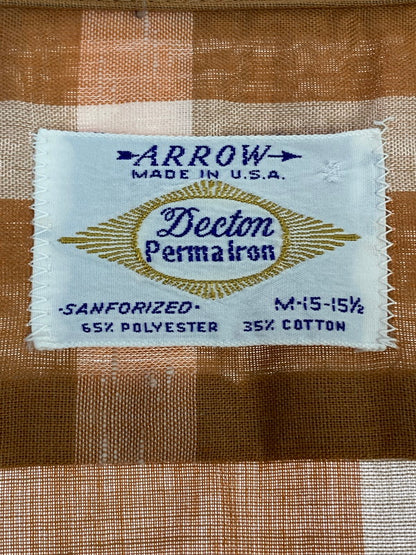 ARROW
MADE IN U.S.A.
Decton
PermaIron
·SANFORIZED· M-15-15½
65% POLYESTER 35% COTTON